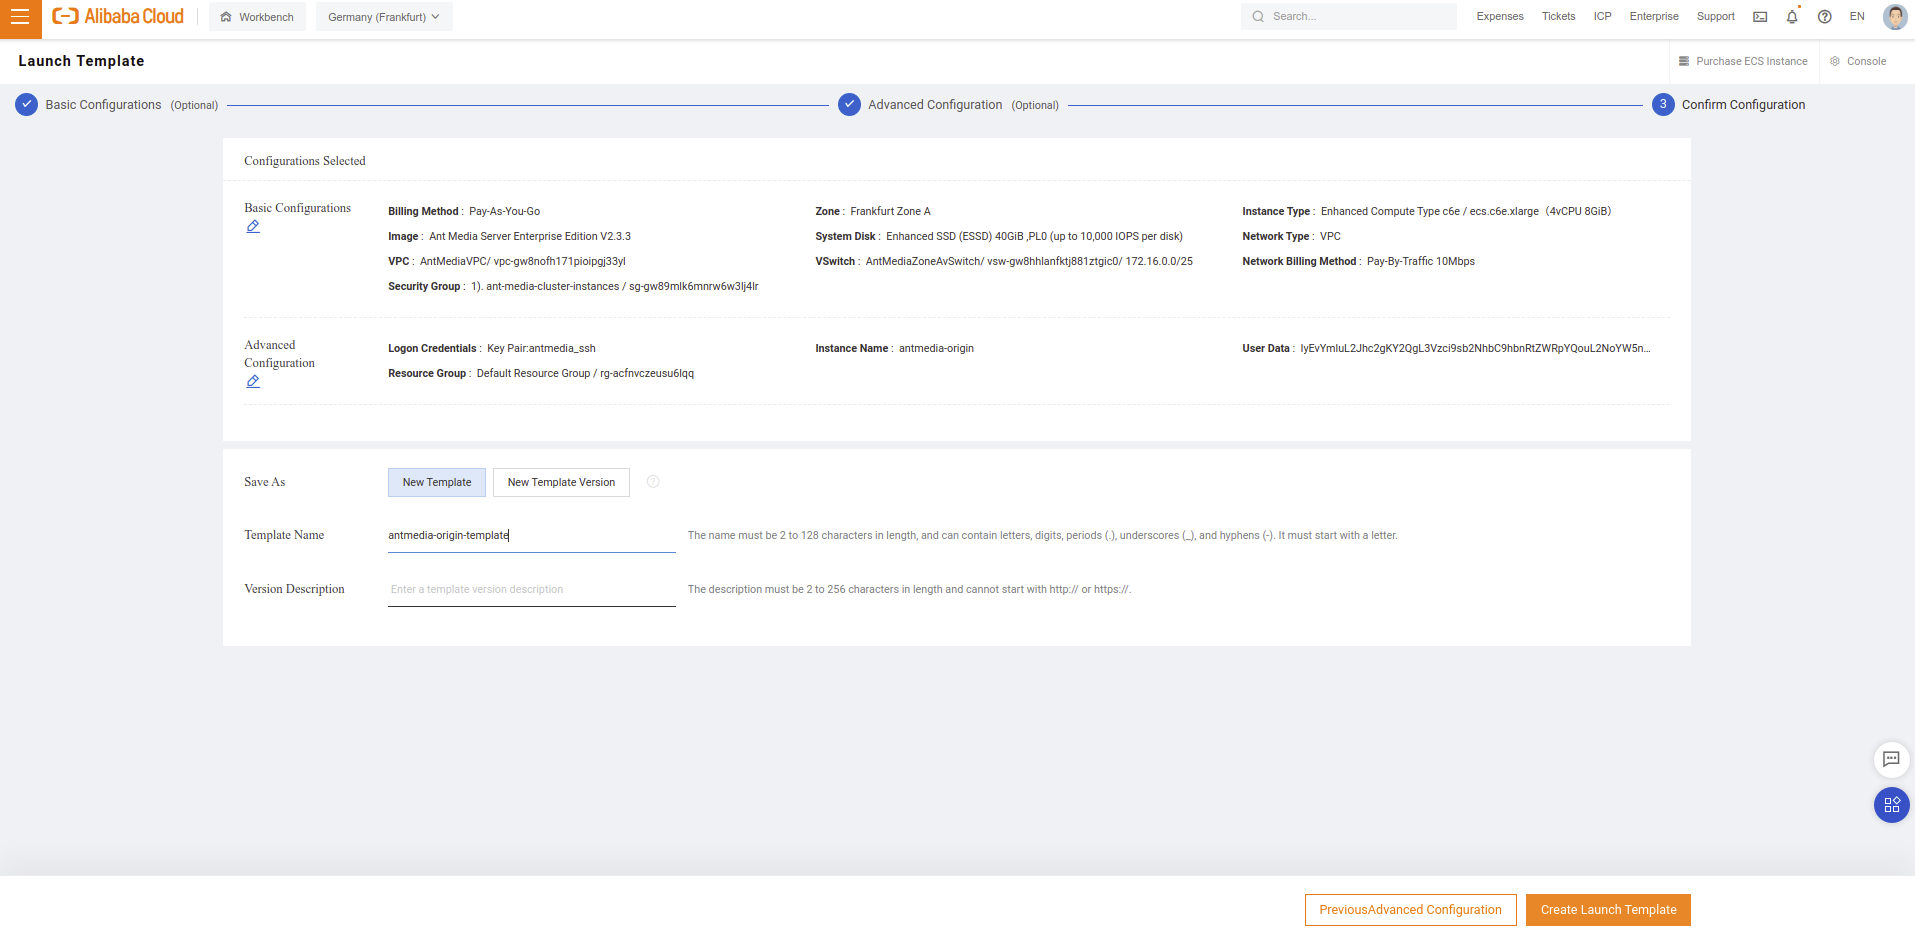 Alibaba Cloud Workbench Germany (Frankfurt) Search... Expenses Tickets ICP Enterprise Support EN
Launch Template Purchase ECS Instance Console
Basic Configurations (Optional) Advanced Configuration (Optional) 3 Confirm Configuration
Configurations Selected
Basic Configurations
Billing Method : Pay-As-You-Go Zone : Frankfurt Zone A Instance Type : Enhanced Compute Type c6e / ecs.c6e.xlarge (4vCPU 8GiB)
Image : Ant Media Server Enterprise Edition V2.3.3 System Disk : Enhanced SSD (ESSD) 40GiB ,PL0 (up to 10,000 IOPS per disk) Network Type : VPC
VPC : AntMediaVPC/ vpc-gw8nofh171pioipgj33yl VSwitch : AntMediaZoneAvSwitch/ vsw-gw8hhlanfktj881ztgic0/ 172.16.0.0/25 Network Billing Method : Pay-By-Traffic 10Mbps
Security Group : 1). ant-media-cluster-instances / sg-gw89mlk6mnrw6w3lj4lr
Advanced Configuration
Logon Credentials : Key Pair:antmedia_ssh Instance Name : antmedia-origin User Data : IyEvYmluL2Jhc2gKY2QgL3Vzci9sb2NhbC9hbnRtZWRpYQouL2NoYW5n...
Resource Group : Default Resource Group / rg-acfnvczeusu6lqq
Save As New Template New Template Version ?
Template Name antmedia-origin-template The name must be 2 to 128 characters in length, and can contain letters, digits, periods (.), underscores (_), and hyphens (-). It must start with a letter.
Version Description Enter a template version description The description must be 2 to 256 characters in length and cannot start with http:// or https://.
PreviousAdvanced Configuration Create Launch Template